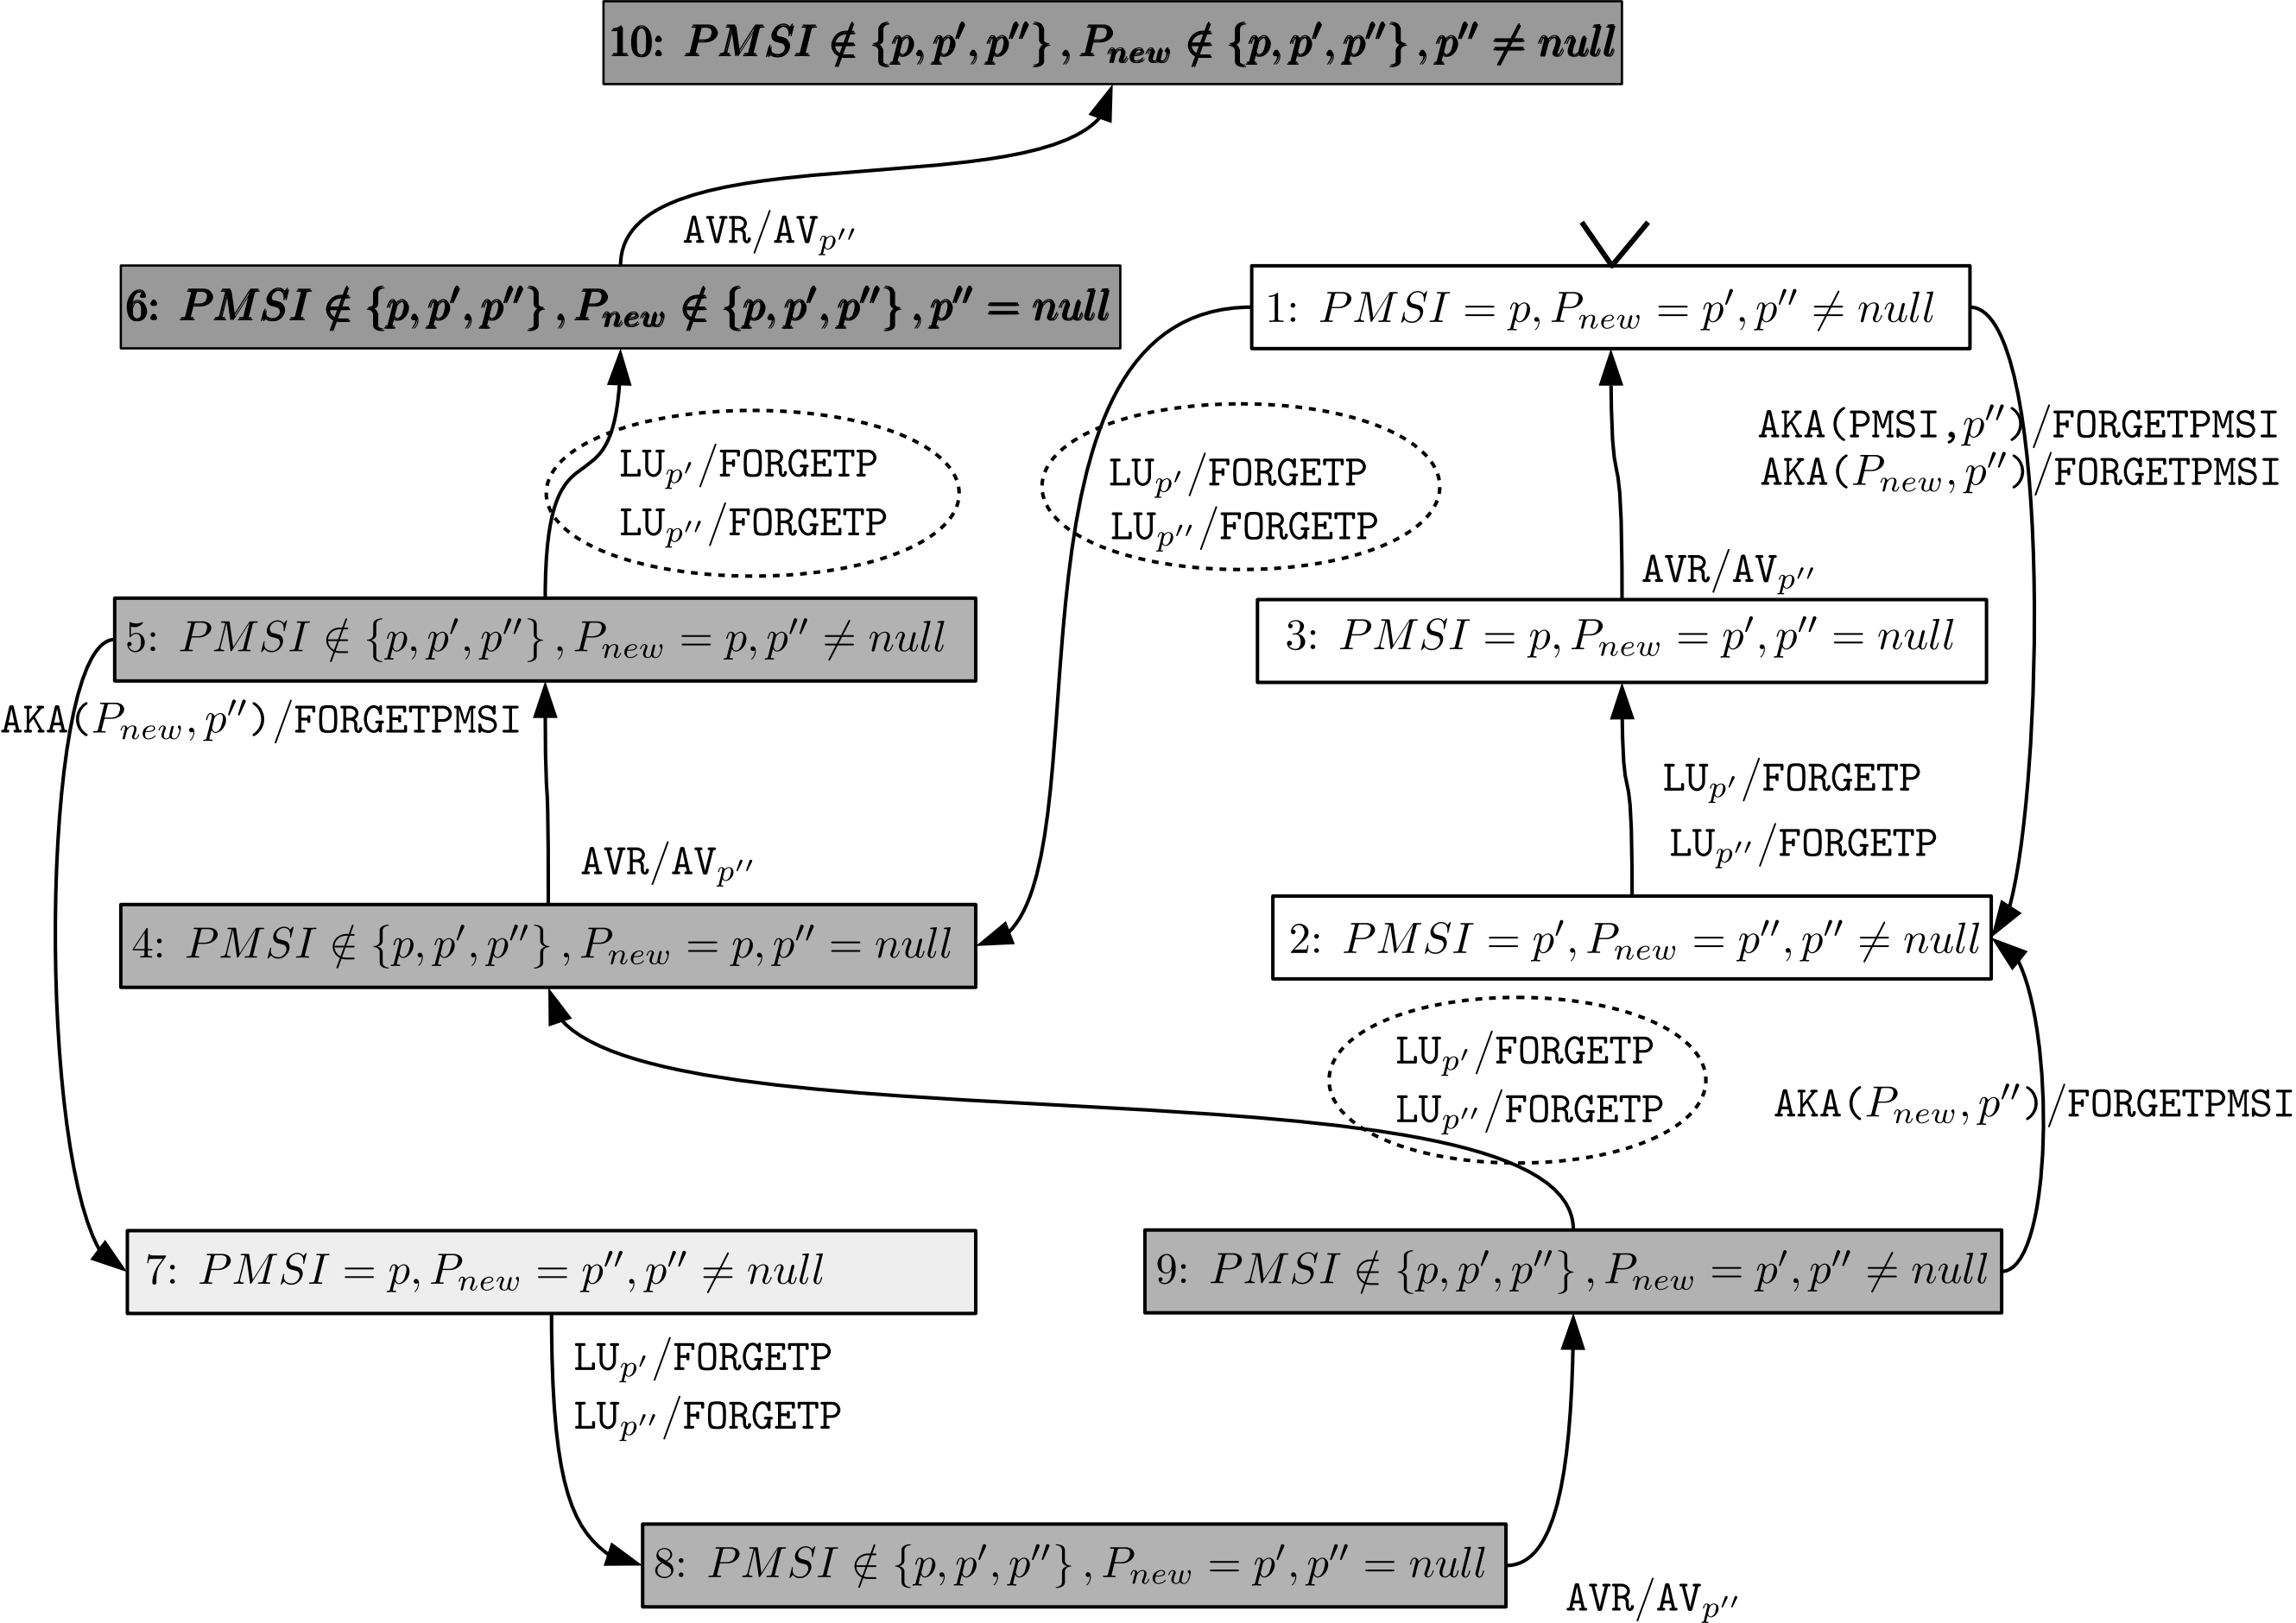 10: PMSI ∉ {p, p′, p′′}, P_new ∉ {p, p′, p′′}, p′′ ≠ null
AVR/AV_p′′
6: PMSI ∉ {p, p′, p′′}, P_new ∉ {p, p′, p′′}, p′′ = null
1: PMSI = p, P_new = p′, p′′ ≠ null
LU_p′/FORGETP
LU_p′′/FORGETP
LU_p′/FORGETP
LU_p′′/FORGETP
AKA(PMSI,p′′)/FORGETPMSI
AKA(P_new, p′′)/FORGETPMSI
AVR/AV_p′′
5: PMSI ∉ {p, p′, p′′}, P_new = p, p′′ ≠ null
3: PMSI = p, P_new = p′, p′′ = null
AKA(P_new, p′′)/FORGETPMSI
LU_p′/FORGETP
LU_p′′/FORGETP
AVR/AV_p′′
4: PMSI ∉ {p, p′, p′′}, P_new = p, p′′ = null
2: PMSI = p′, P_new = p′′, p′′ ≠ null
LU_p′/FORGETP
LU_p′′/FORGETP
AKA(P_new, p′′)/FORGETPMSI
7: PMSI = p, P_new = p′′, p′′ ≠ null
9: PMSI ∉ {p, p′, p′′}, P_new = p′, p′′ ≠ null
LU_p′/FORGETP
LU_p′′/FORGETP
8: PMSI ∉ {p, p′, p′′}, P_new = p′, p′′ = null
AVR/AV_p′′